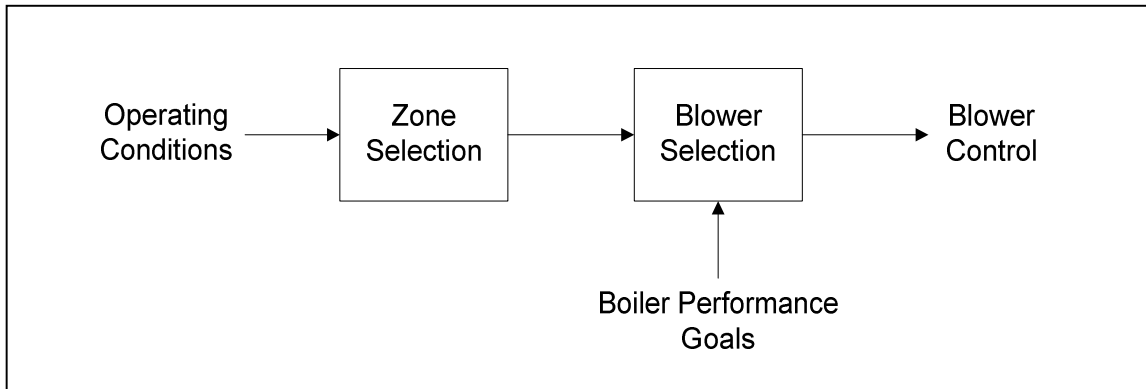 Operating
Conditions
Zone
Selection
Blower
Selection
Blower
Control
Boiler Performance
Goals